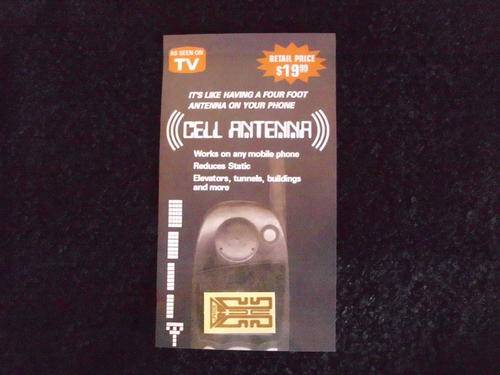 AS SEEN ON
TV
RETAIL PRICE
$19.99
IT'S LIKE HAVING A FOUR FOOT
ANTENNA ON YOUR PHONE
CELL ANTENNA
Works on any mobile phone
Reduces Static
Elevators, tunnels, buildings
and more